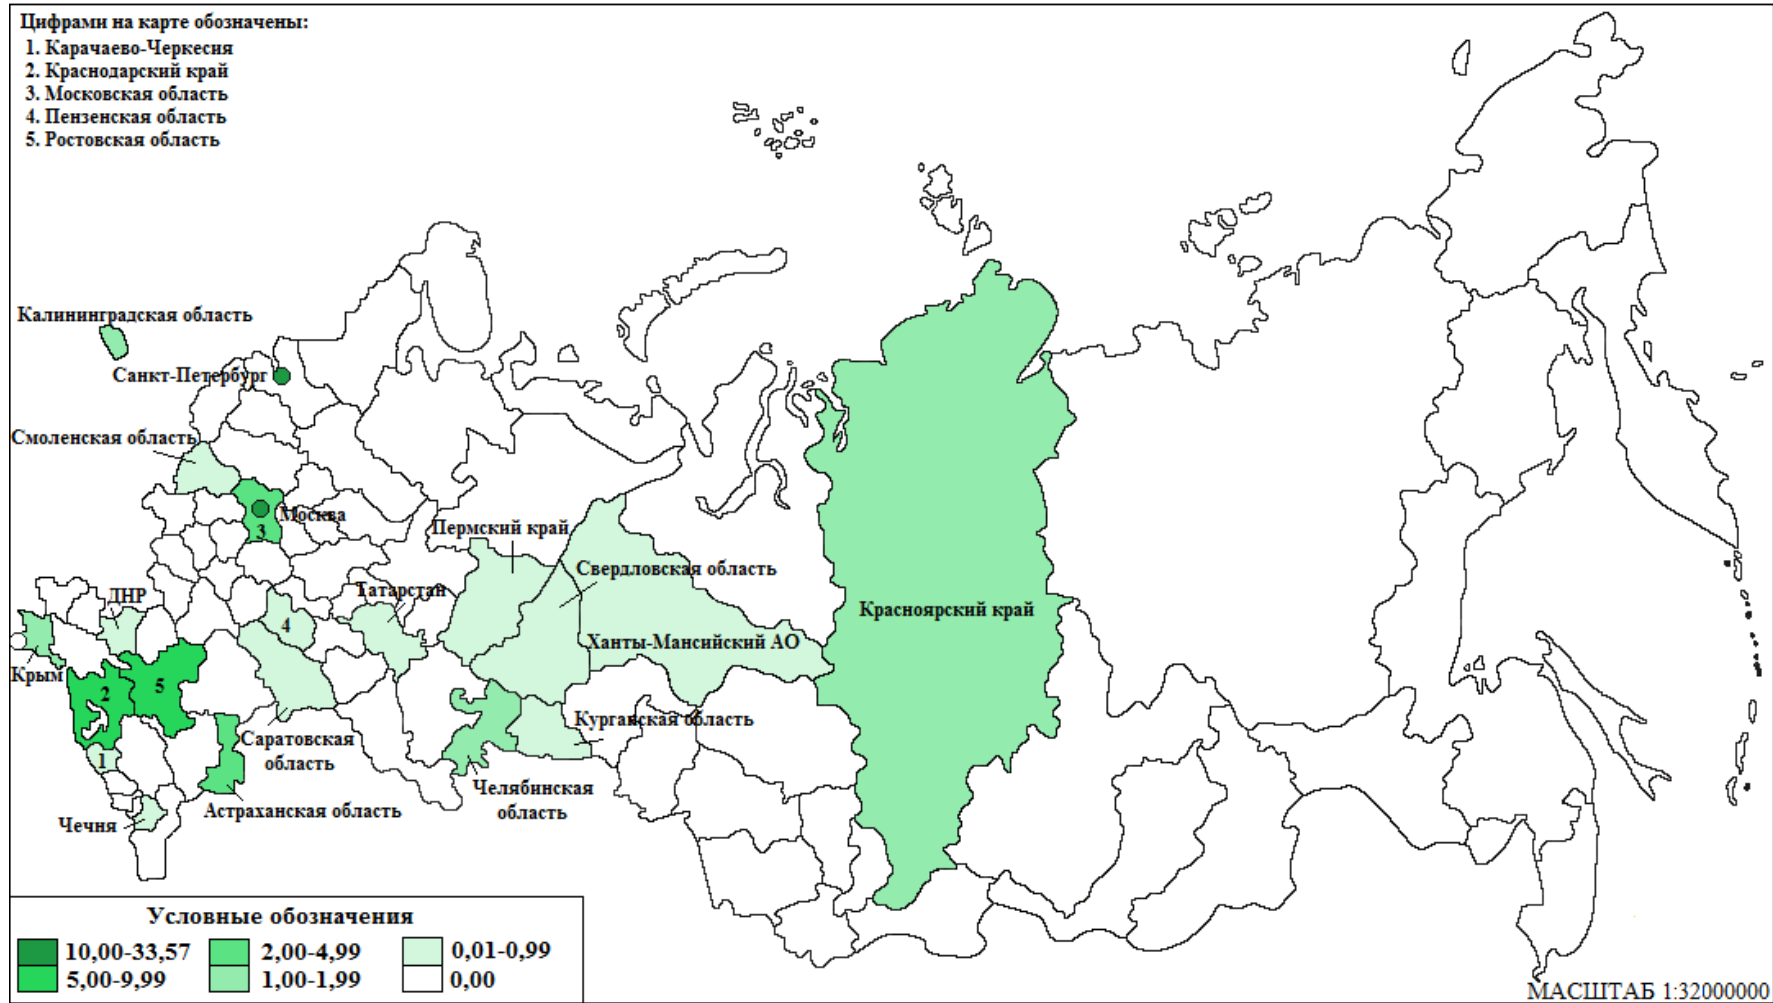 Цифрами на карте обозначены:
1. Карачаево-Черкесия
2. Краснодарский край
3. Московская область
4. Пензенская область
5. Ростовская область
Калининградская область
Санкт-Петербург
Смоленская область
Москва
3
Пермский край
Свердловская область
ДНР
Татарстан
4
Красноярский край
Ханты-Мансийский АО
Крым
2
5
Курганская область
Саратовская
область
1
Челябинская
область
Астраханская область
Чечня
Условные обозначения
10,00-33,57
2,00-4,99
0,01-0,99
5,00-9,99
1,00-1,99
0,00
МАСШТАБ 1:32000000